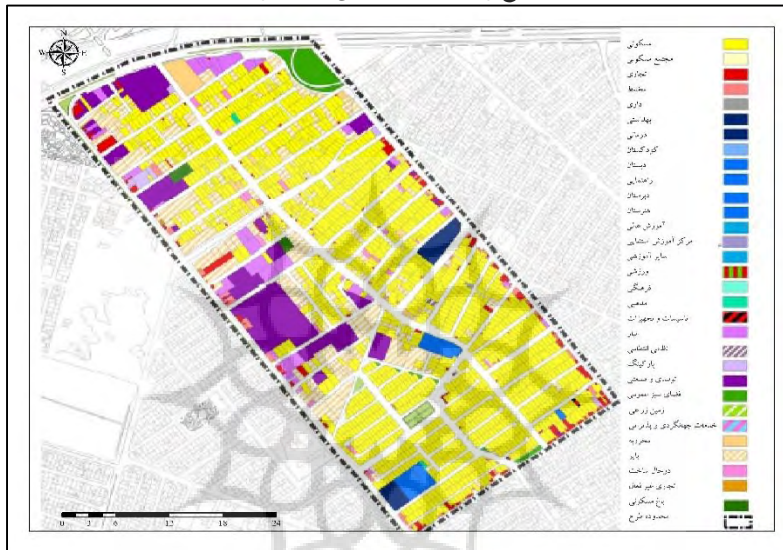 N
W E
S
مسکونی
مجتمع مسکونی
تجاری
مختلط
اداری
بهداشتی
درمانی
کودکستان
دبستان
راهنمایی
دبیرستان
هنرستان
آموزش عالی
مرکز آموزش استثنایی
سایر آموزشی
ورزشی
فرهنگی
مذهبی
تاسیسات و تجهیزات
انبار
نظامی انتظامی
پارکینگ
تولیدی و صنعتی
فضای سبز عمومی
زمین زراعی
خدمات جهانگردی و پذیرایی
مخروبه
بایر
درحال ساخت
تجاری غیر فعال
باغ مسکونی
محدوده طرح
0 3 6 12 18 24